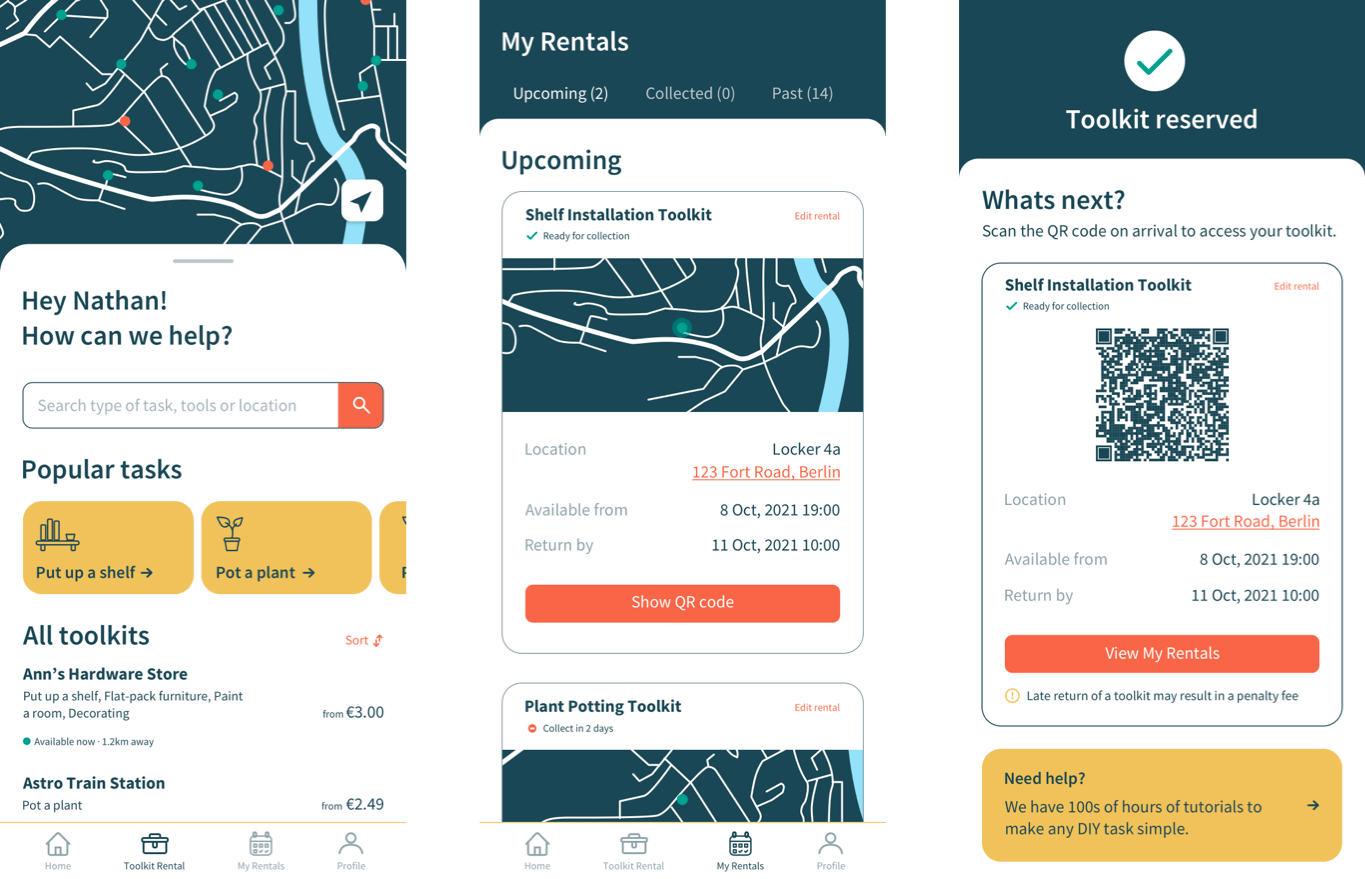 Hey Nathan!
How can we help?
Search type of task, tools or location
Popular tasks
Put up a shelf →
Pot a plant →
All toolkits
Sort
Ann's Hardware Store
Put up a shelf, Flat-pack furniture, Paint
a room, Decorating
from €3.00
Available now · 1.2km away
Astro Train Station
Pot a plant
from €2.49
Home
Toolkit Rental
My Rentals
Profile
My Rentals
Upcoming (2)
Collected (0)
Past (14)
Upcoming
Shelf Installation Toolkit
Edit rental
Ready for collection
Location
Locker 4a
123 Fort Road, Berlin
Available from
8 Oct, 2021 19:00
Return by
11 Oct, 2021 10:00
Show QR code
Plant Potting Toolkit
Edit rental
Collect in 2 days
Home
Toolkit Rental
My Rentals
Profile
Toolkit reserved
Whats next?
Scan the QR code on arrival to access your toolkit.
Shelf Installation Toolkit
Edit rental
Ready for collection
Location
Locker 4a
123 Fort Road, Berlin
Available from
8 Oct, 2021 19:00
Return by
11 Oct, 2021 10:00
View My Rentals
Late return of a toolkit may result in a penalty fee
Need help?
We have 100s of hours of tutorials to
make any DIY task simple.